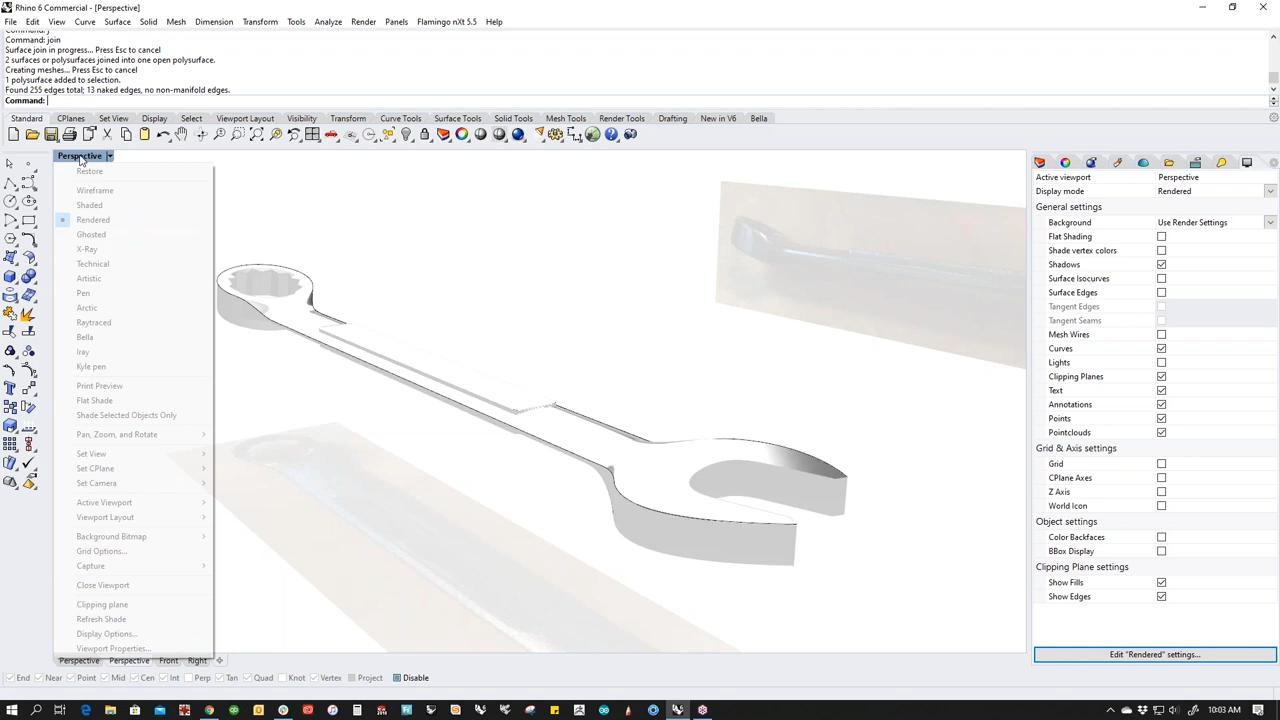 Rhino 6 Commercial - [Perspective]
File Edit View Curve Surface Solid Mesh Dimension Transform Tools Analyze Render Panels Flamingo nXt 5.5 Help
Command: join
Surface join in progress... Press Esc to cancel
2 surfaces or polysurfaces joined into one open polysurface.
Creating meshes... Press Esc to cancel
1 polysurface added to selection.
Found 255 edges total; 13 naked edges, no non-manifold edges.
Command:
Standard CPlanes Set View Display Select Viewport Layout Visibility Transform Curve Tools Surface Tools Solid Tools Mesh Tools Render Tools Drafting New in V6 Bella
Perspective
Restore
Wireframe
Shaded
Rendered
Ghosted
X-Ray
Technical
Artistic
Pen
Arctic
Raytraced
Bella
Iray
Kyle pen
Print Preview
Flat Shade
Shade Selected Objects Only
Pan, Zoom, and Rotate
Set View
Set CPlane
Set Camera
Active Viewport
Viewport Layout
Background Bitmap
Grid Options...
Capture
Close Viewport
Clipping plane
Refresh Shade
Display Options...
Viewport Properties...
Active viewport Perspective
Display mode Rendered
General settings
Background Use Render Settings
Flat Shading
Shade vertex colors
Shadows
Surface Isocurves
Surface Edges
Tangent Edges
Tangent Seams
Mesh Wires
Curves
Lights
Clipping Planes
Text
Annotations
Points
Pointclouds
Grid & Axis settings
Grid
CPlane Axes
Z Axis
World Icon
Object settings
Color Backfaces
BBox Display
Clipping Plane settings
Show Fills
Show Edges
Edit "Rendered" settings...
Perspective Perspective Front Right
End Near Point Mid Cen Int Perp Tan Quad Knot Vertex Project Disable
10:03 AM